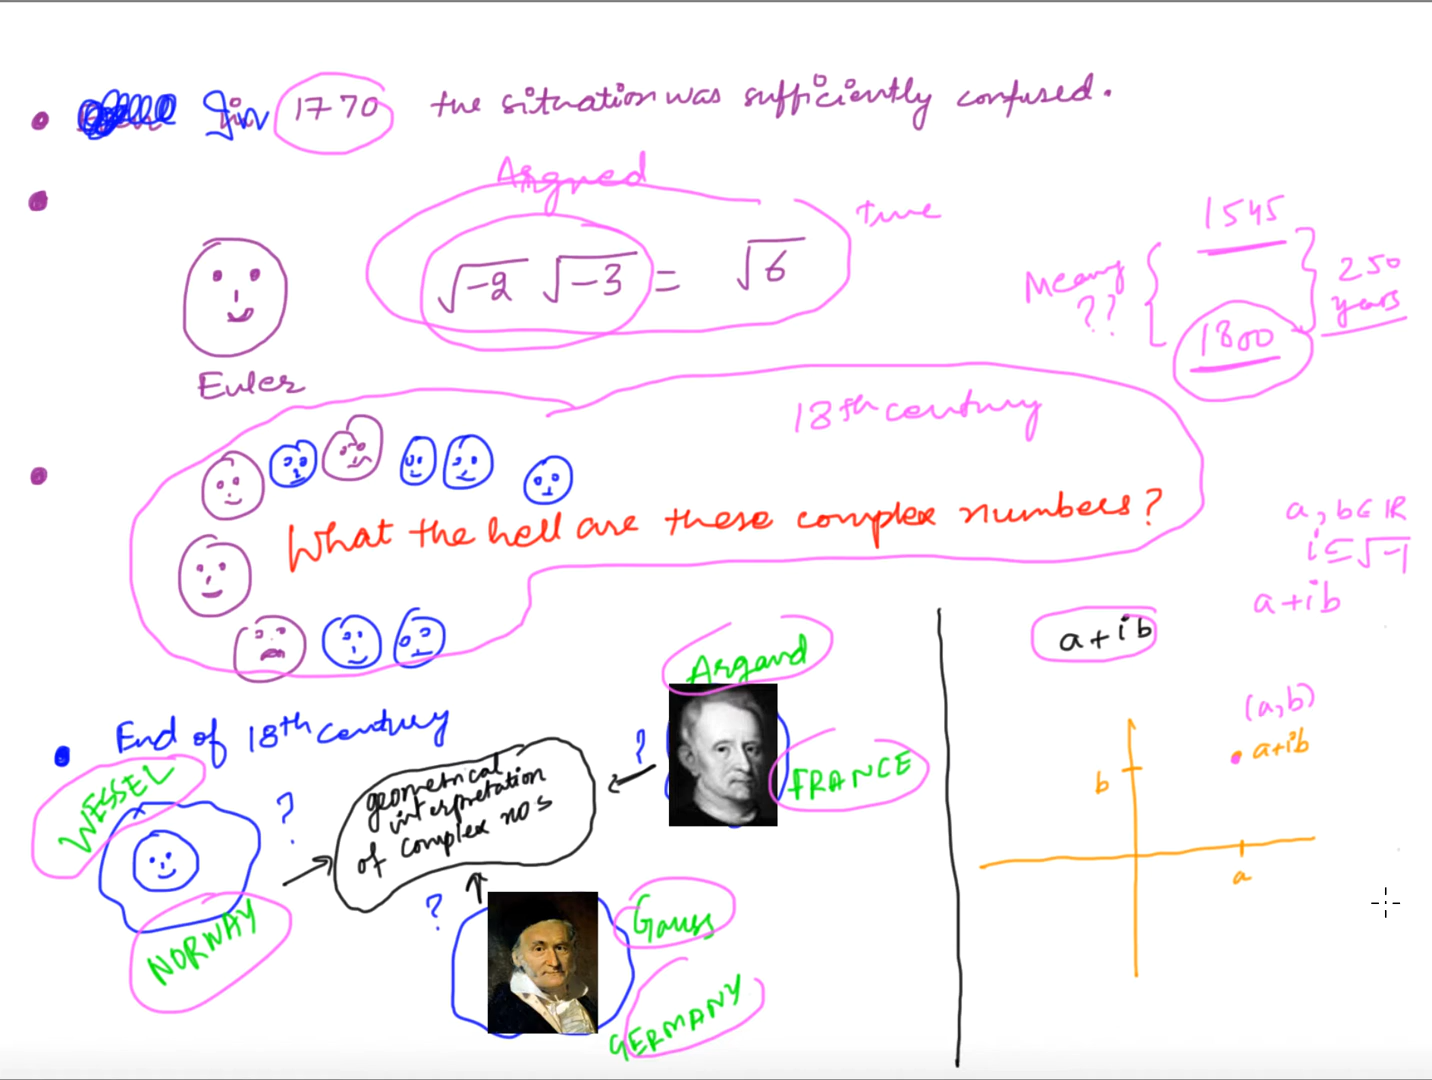 In 1770 the situation was sufficiently confused.
Argned
√-2 √-3 = √6
true
1545
Meaning
??
250
years
1800
Euler
18th century
What the hell are these complex numbers?
a, b ∈ IR
i = √-1
a+ib
a+ib
Argand
(a,b)
a+ib
b
a
End of 18th century
WESSEL
?
geometrical
interpretation
of complex nos
?
FRANCE
NORWAY
?
Gauss
GERMANY